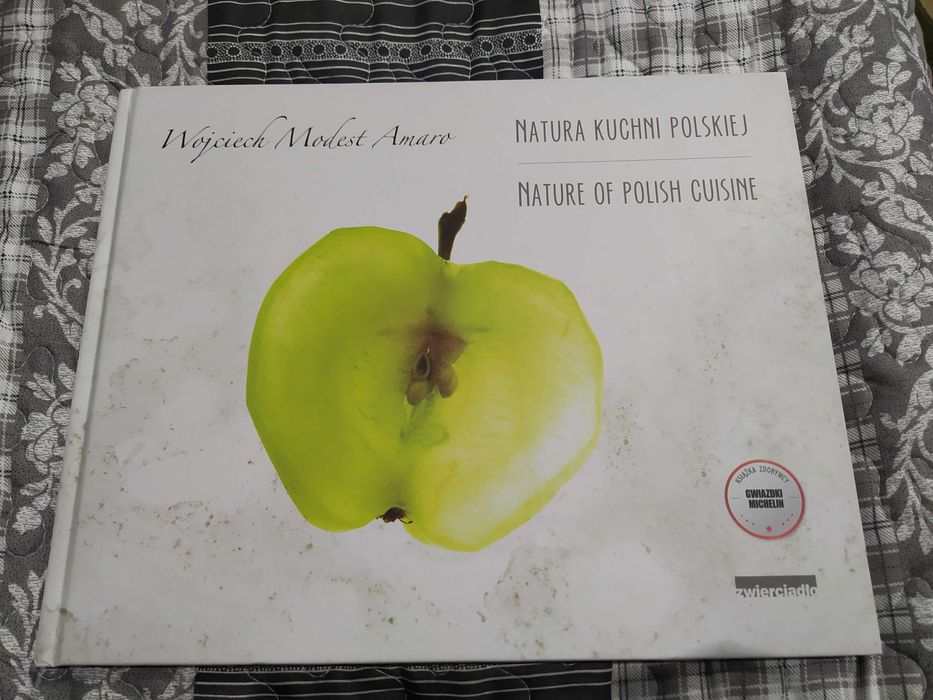 Wojciech Modest Amaro
NATURA KUCHNI POLSKIEJ
NATURE OF POLISH CUISINE
KSIĄŻKA ZDOBYWCY
GWIAZDKI
MICHELIN
zwierciadło